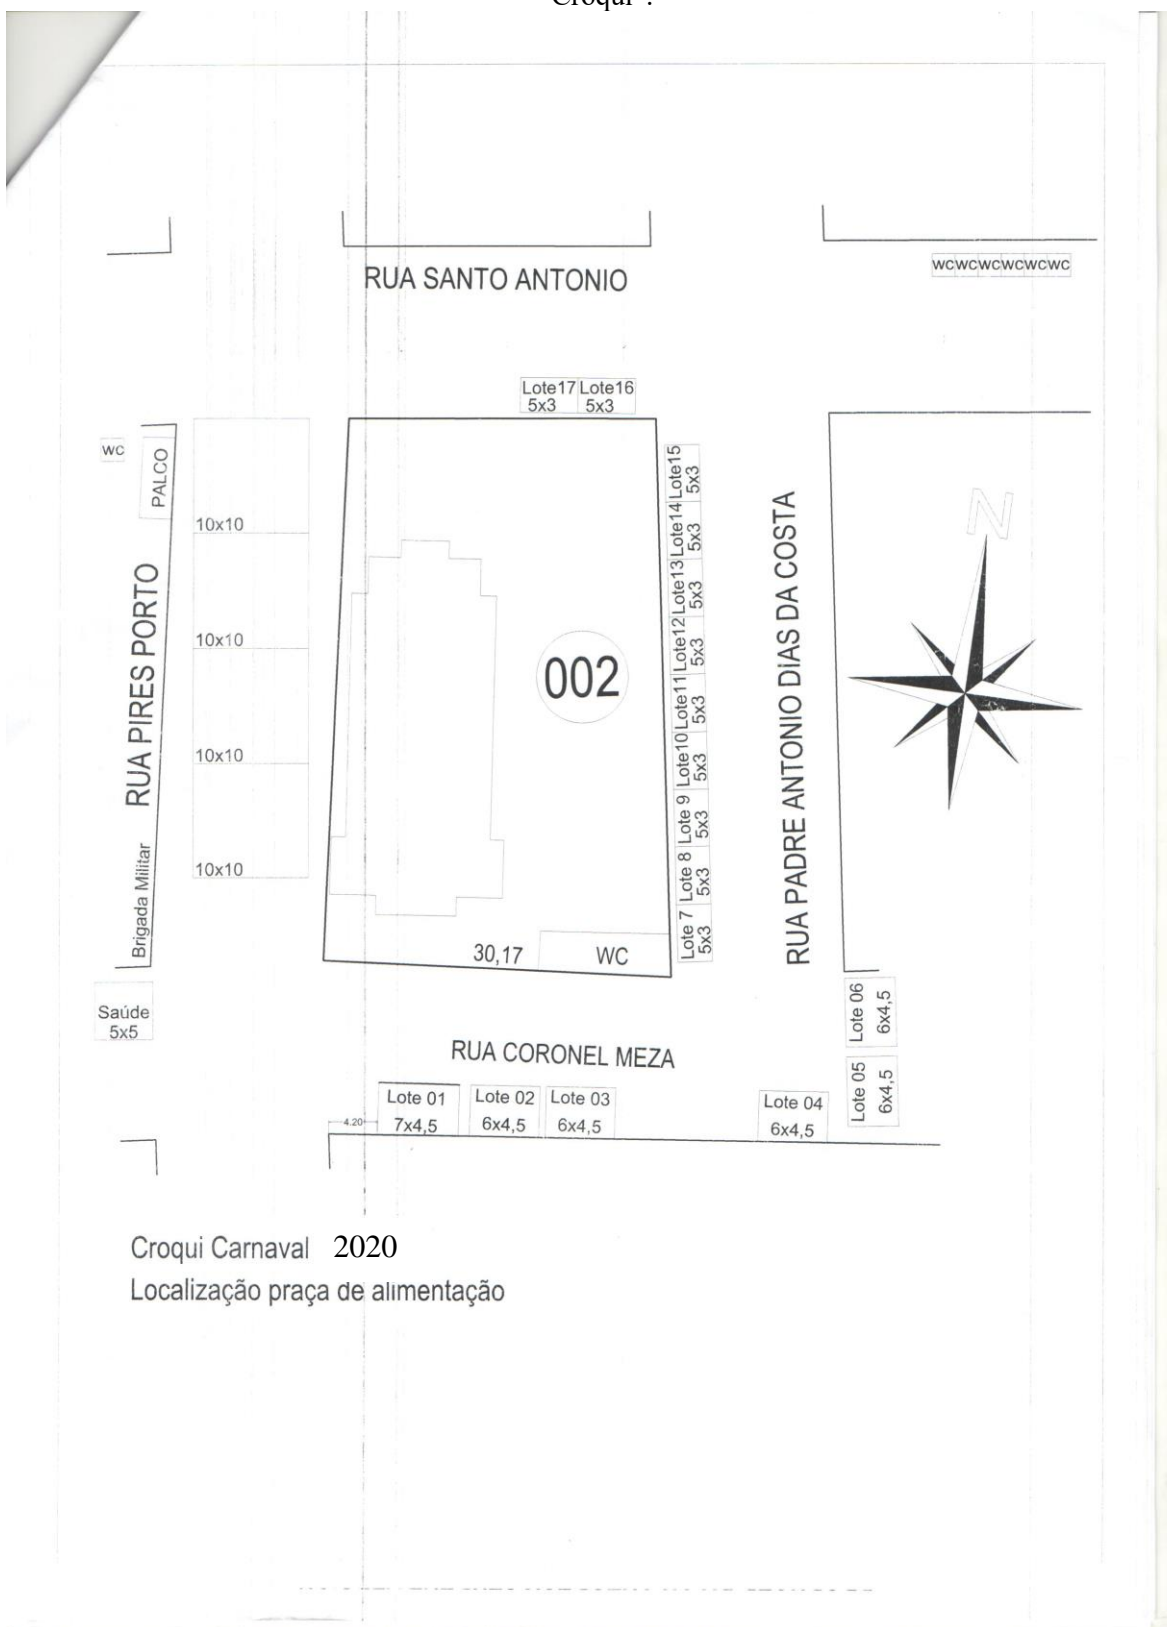 Croqui .
RUA SANTO ANTONIO
WCWCWCWCWCWC
Lote17 Lote16
5x3 5x3
WC
PALCO
10x10
10x10
10x10
10x10
RUA PIRES PORTO
Brigada Militar
002
Lote15
5x3
Lote14
5x3
Lote13
5x3
Lote12
5x3
Lote11
5x3
Lote10
5x3
Lote 9
5x3
Lote 8
5x3
Lote 7
5x3
RUA PADRE ANTONIO DIAS DA COSTA
N
30,17
WC
Saúde
5x5
RUA CORONEL MEZA
Lote 06
6x4,5
Lote 05
6x4,5
4.20
Lote 01
7x4,5
Lote 02
6x4,5
Lote 03
6x4,5
Lote 04
6x4,5
Croqui Carnaval 2020
Localização praça de alimentação